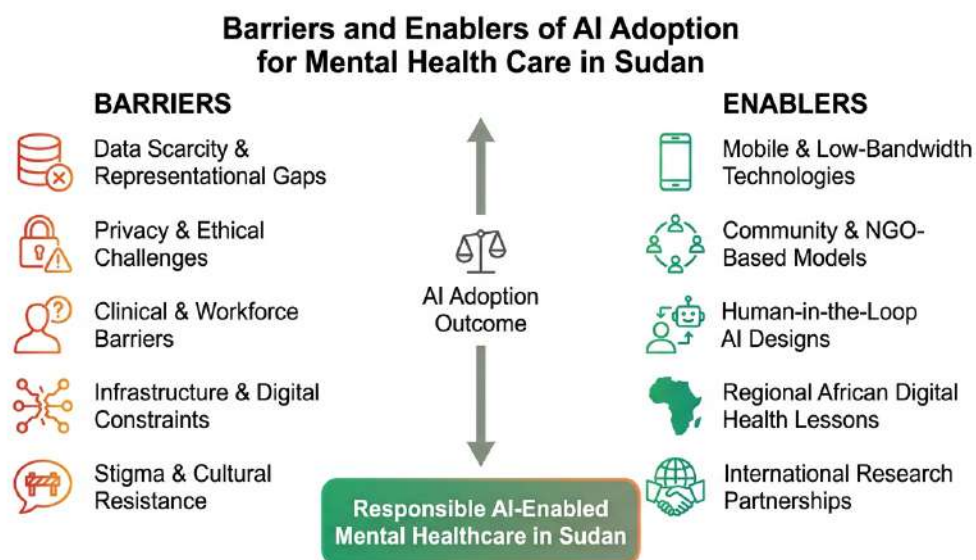 Barriers and Enablers of AI Adoption
for Mental Health Care in Sudan
BARRIERS
Data Scarcity &
Representational Gaps
Privacy & Ethical
Challenges
Clinical & Workforce
Barriers
Infrastructure & Digital
Constraints
Stigma & Cultural
Resistance
AI Adoption
Outcome
Responsible AI-Enabled
Mental Healthcare in Sudan
ENABLERS
Mobile & Low-Bandwidth
Technologies
Community & NGO-
Based Models
Human-in-the-Loop
AI Designs
Regional African Digital
Health Lessons
International Research
Partnerships